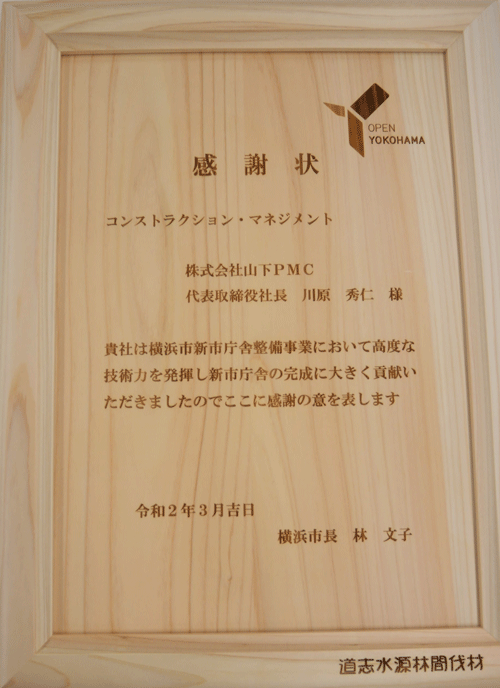 OPEN
YOKOHAMA
感謝状
コンストラクション・マネジメント
株式会社山下PMC
代表取締役社長 川原 秀仁 様
貴社は横浜市新市庁舎整備事業において高度な
技術力を発揮し新市庁舎の完成に大きく貢献い
ただきましたのでここに感謝の意を表します
令和2年3月吉日
横浜市長 林 文子
道志水源林間伐材